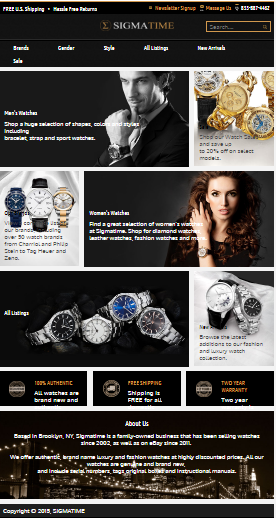 FREE U.S. Shipping • Hassle Free Returns
Newsletter Signup
Message Us
833-887-4467
SIGMATIME
Search...
Brands
Gender
Style
All Listings
New Arrivals
Sale
Men's Watches
Shop a huge selection of shapes, colors and styles
including
bracelet, strap and sport watches.
Shop our Watch Sale
and save up
to 20% off on select
models.
our brands including
over 50 watch brands
from Charriol and Philip
Stein to Tag Heuer and
Zeno.
Women's Watches
Find a great selection of women's watches
at Sigmatime. Shop for diamond watches,
leather watches, fashion watches and more.
All Listings
New Arrivals
Browse the latest
additions to our fashion
and luxury watch
collection.
100% AUTHENTIC
All watches are
brand new and
FREE SHIPPING
Shipping is
FREE for all
TWO YEAR
WARRANTY
Two year
About Us
Based in Brooklyn, NY, Sigmatime is a family-owned business that has been selling watches
since 2002, as well as on eBay since 2011.
We offer authentic, brand name luxury and fashion watches at highly discounted prices. All our
watches are genuine and brand new,
and include serial numbers, tags original boxes and instructional manuals.
Copyright © 2015, SIGMATIME